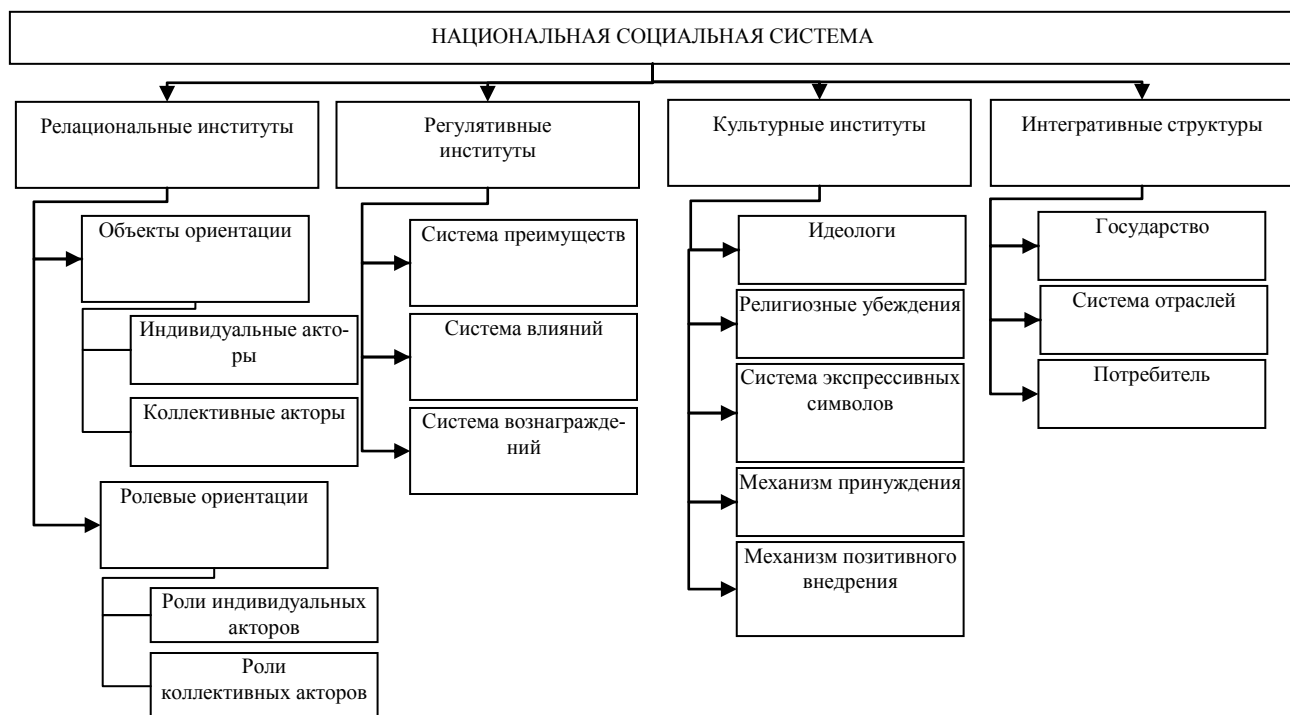 НАЦИОНАЛЬНАЯ СОЦИАЛЬНАЯ СИСТЕМА
Релациональные институты
Объекты ориентации
Индивидуальные акто-
ры
Коллективные акторы
Ролевые ориентации
Роли индивидуальных
акторов
Роли
коллективных акторов
Регулятивные
институты
Система преимуществ
Система влияний
Система вознагражде-
ний
Культурные институты
Идеологи
Религиозные убеждения
Система экспрессивных
символов
Механизм принуждения
Механизм позитивного
внедрения
Интегративные структуры
Государство
Система отраслей
Потребитель